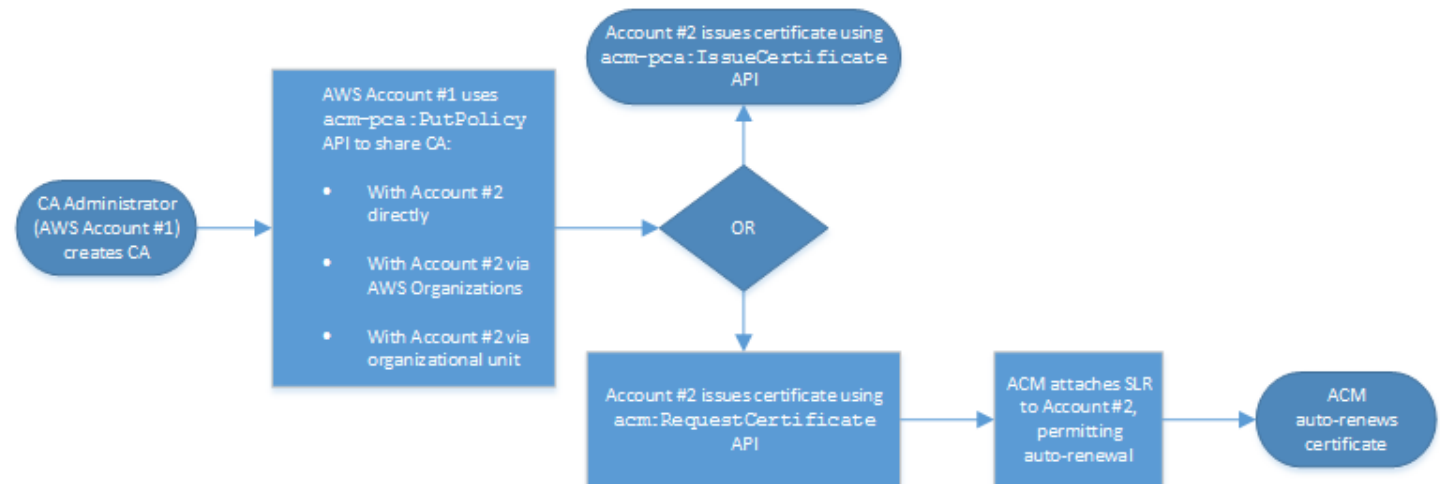 CA Administrator
(AWS Account #1)
creates CA
AWS Account #1 uses
acm-pca:PutPolicy
API to share CA:
• With Account #2
directly
• With Account #2 via
AWS Organizations
• With Account #2 via
organizational unit
OR
Account #2 issues certificate using
acm-pca:IssueCertificate
API
Account #2 issues certificate using
acm:RequestCertificate
API
ACM attaches SLR
to Account #2,
permitting
auto-renewal
ACM
auto-renews
certificate